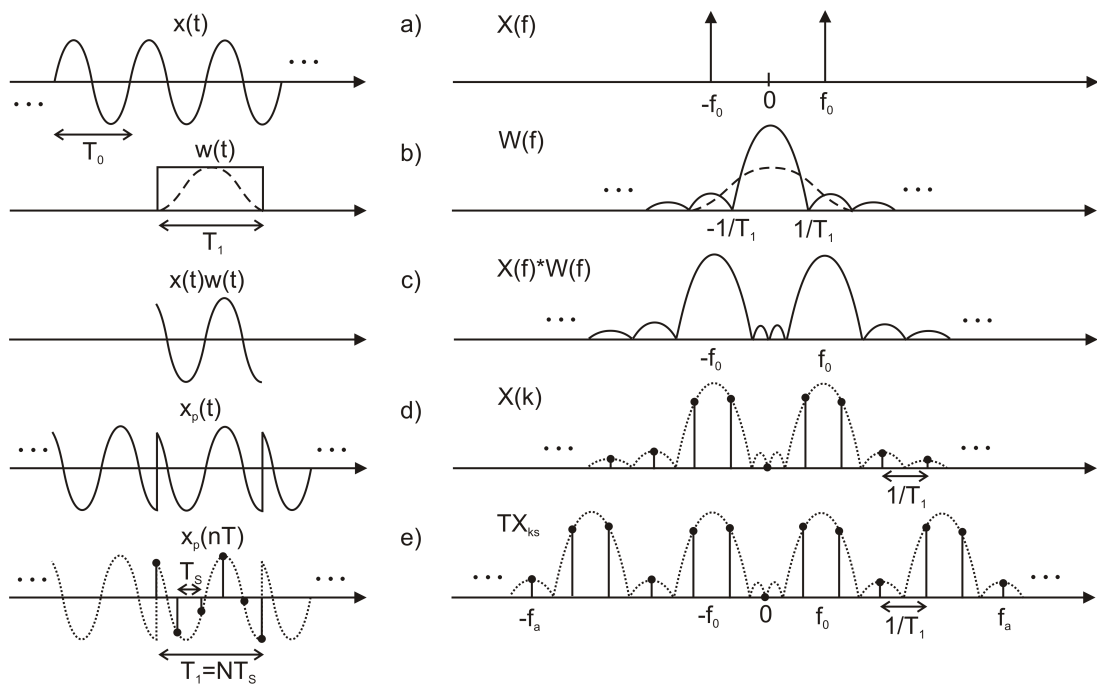 x(t) a) X(f)
... ...
T₀ -f₀ 0 f₀
w(t) b) W(f)
... ...
T₁ -1/T₁ 1/T₁
x(t)w(t) c) X(f)*W(f)
... ...
-f₀ f₀
xₚ(t) d) X(k)
... ... ... ...
1/T₁
xₚ(nT) e) TXₖₛ
... Tₛ ... ... ...
-fₐ -f₀ 0 f₀ 1/T₁ fₐ
T₁=NTₛ